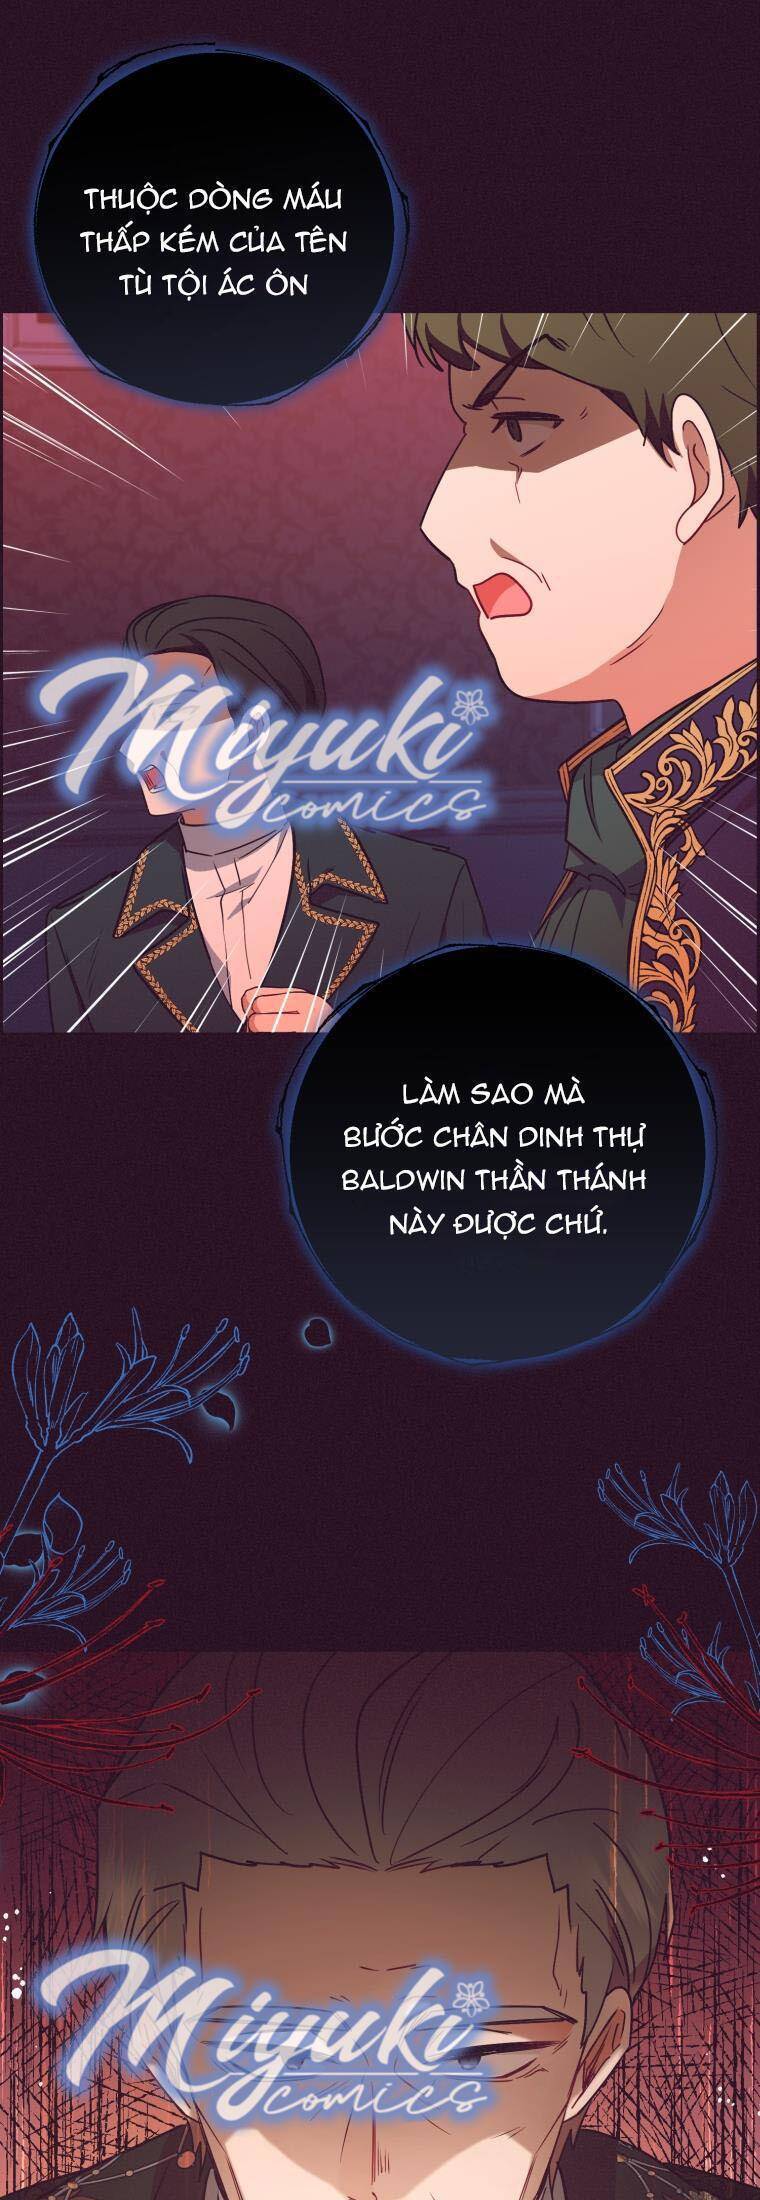 THUỘC DÒNG MÁU
THẤP KÉM CỦA TÊN
TÙ TỘI ÁC ÔN
Miyuki
comics
LÀM SAO MÀ
BƯỚC CHÂN DINH THỰ
BALDWIN THẦN THÁNH
NÀY ĐƯỢC CHỨ.
Miyuki
comics